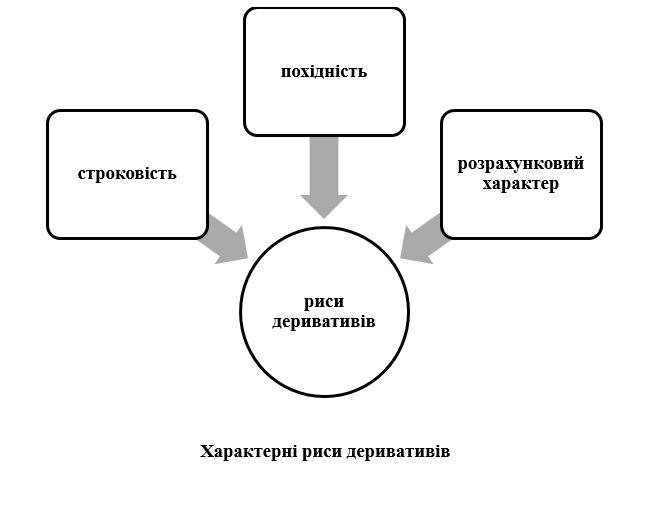 похідність
строковість
розрахунковий
характер
риси
деривативів
Характерні риси деривативів